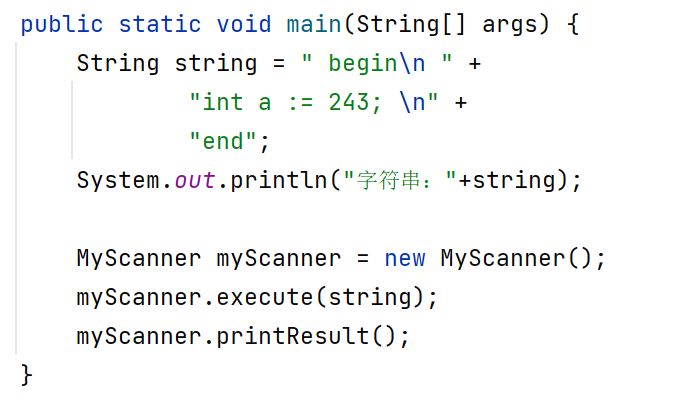 public static void main(String[] args) {
    String string = " begin\n " +
            "int a := 243; \n" +
            "end";
    System.out.println("字符串："+string);

    MyScanner myScanner = new MyScanner();
    myScanner.execute(string);
    myScanner.printResult();
}